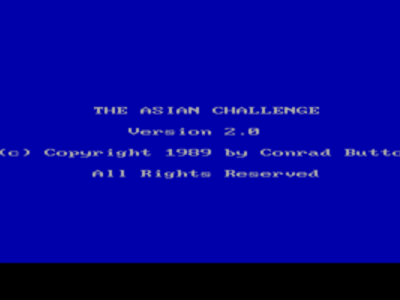 THE ASIAN CHALLENGE
Version 2.0
(c) Copyright 1989 by Conrad Butto
All Rights Reserved